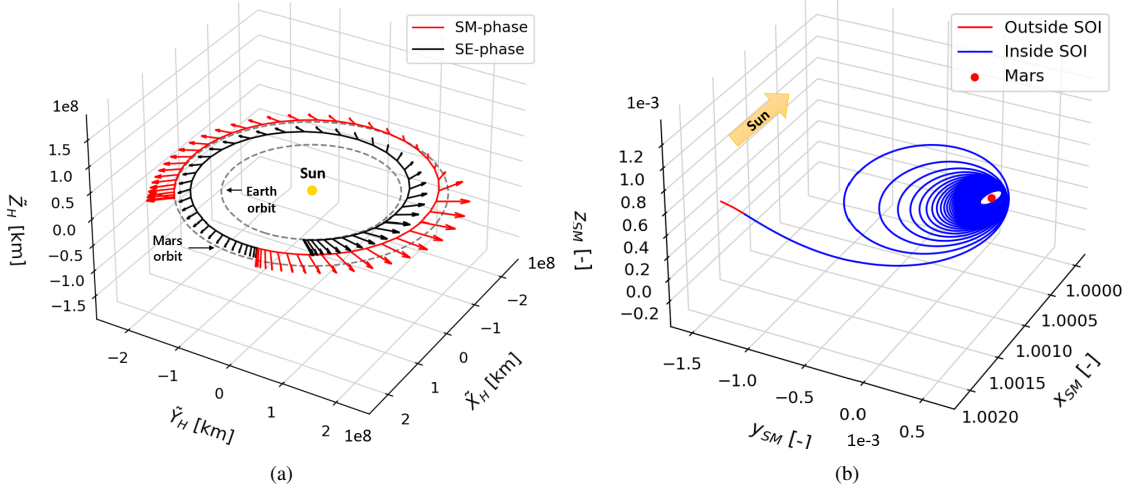 SM-phase
SE-phase
1e8
1.5
1.0
0.5
0.0
−0.5
−1.0
−1.5
Z̃_H [km]
Sun
Earth
orbit
Mars
orbit
−2
−1
0
1
2
1e8
Ỹ_H [km]
1e8
−2
−1
0
1
2
X̃_H [km]
(a)
Outside SOI
Inside SOI
Mars
Sun
1e-3
1.2
1.0
0.8
0.6
0.4
0.2
0.0
−0.2
z_SM [-]
−1.5
−1.0
−0.5
0.0
0.5
1e-3
y_SM [-]
1.0000
1.0005
1.0010
1.0015
1.0020
x_SM [-]
(b)